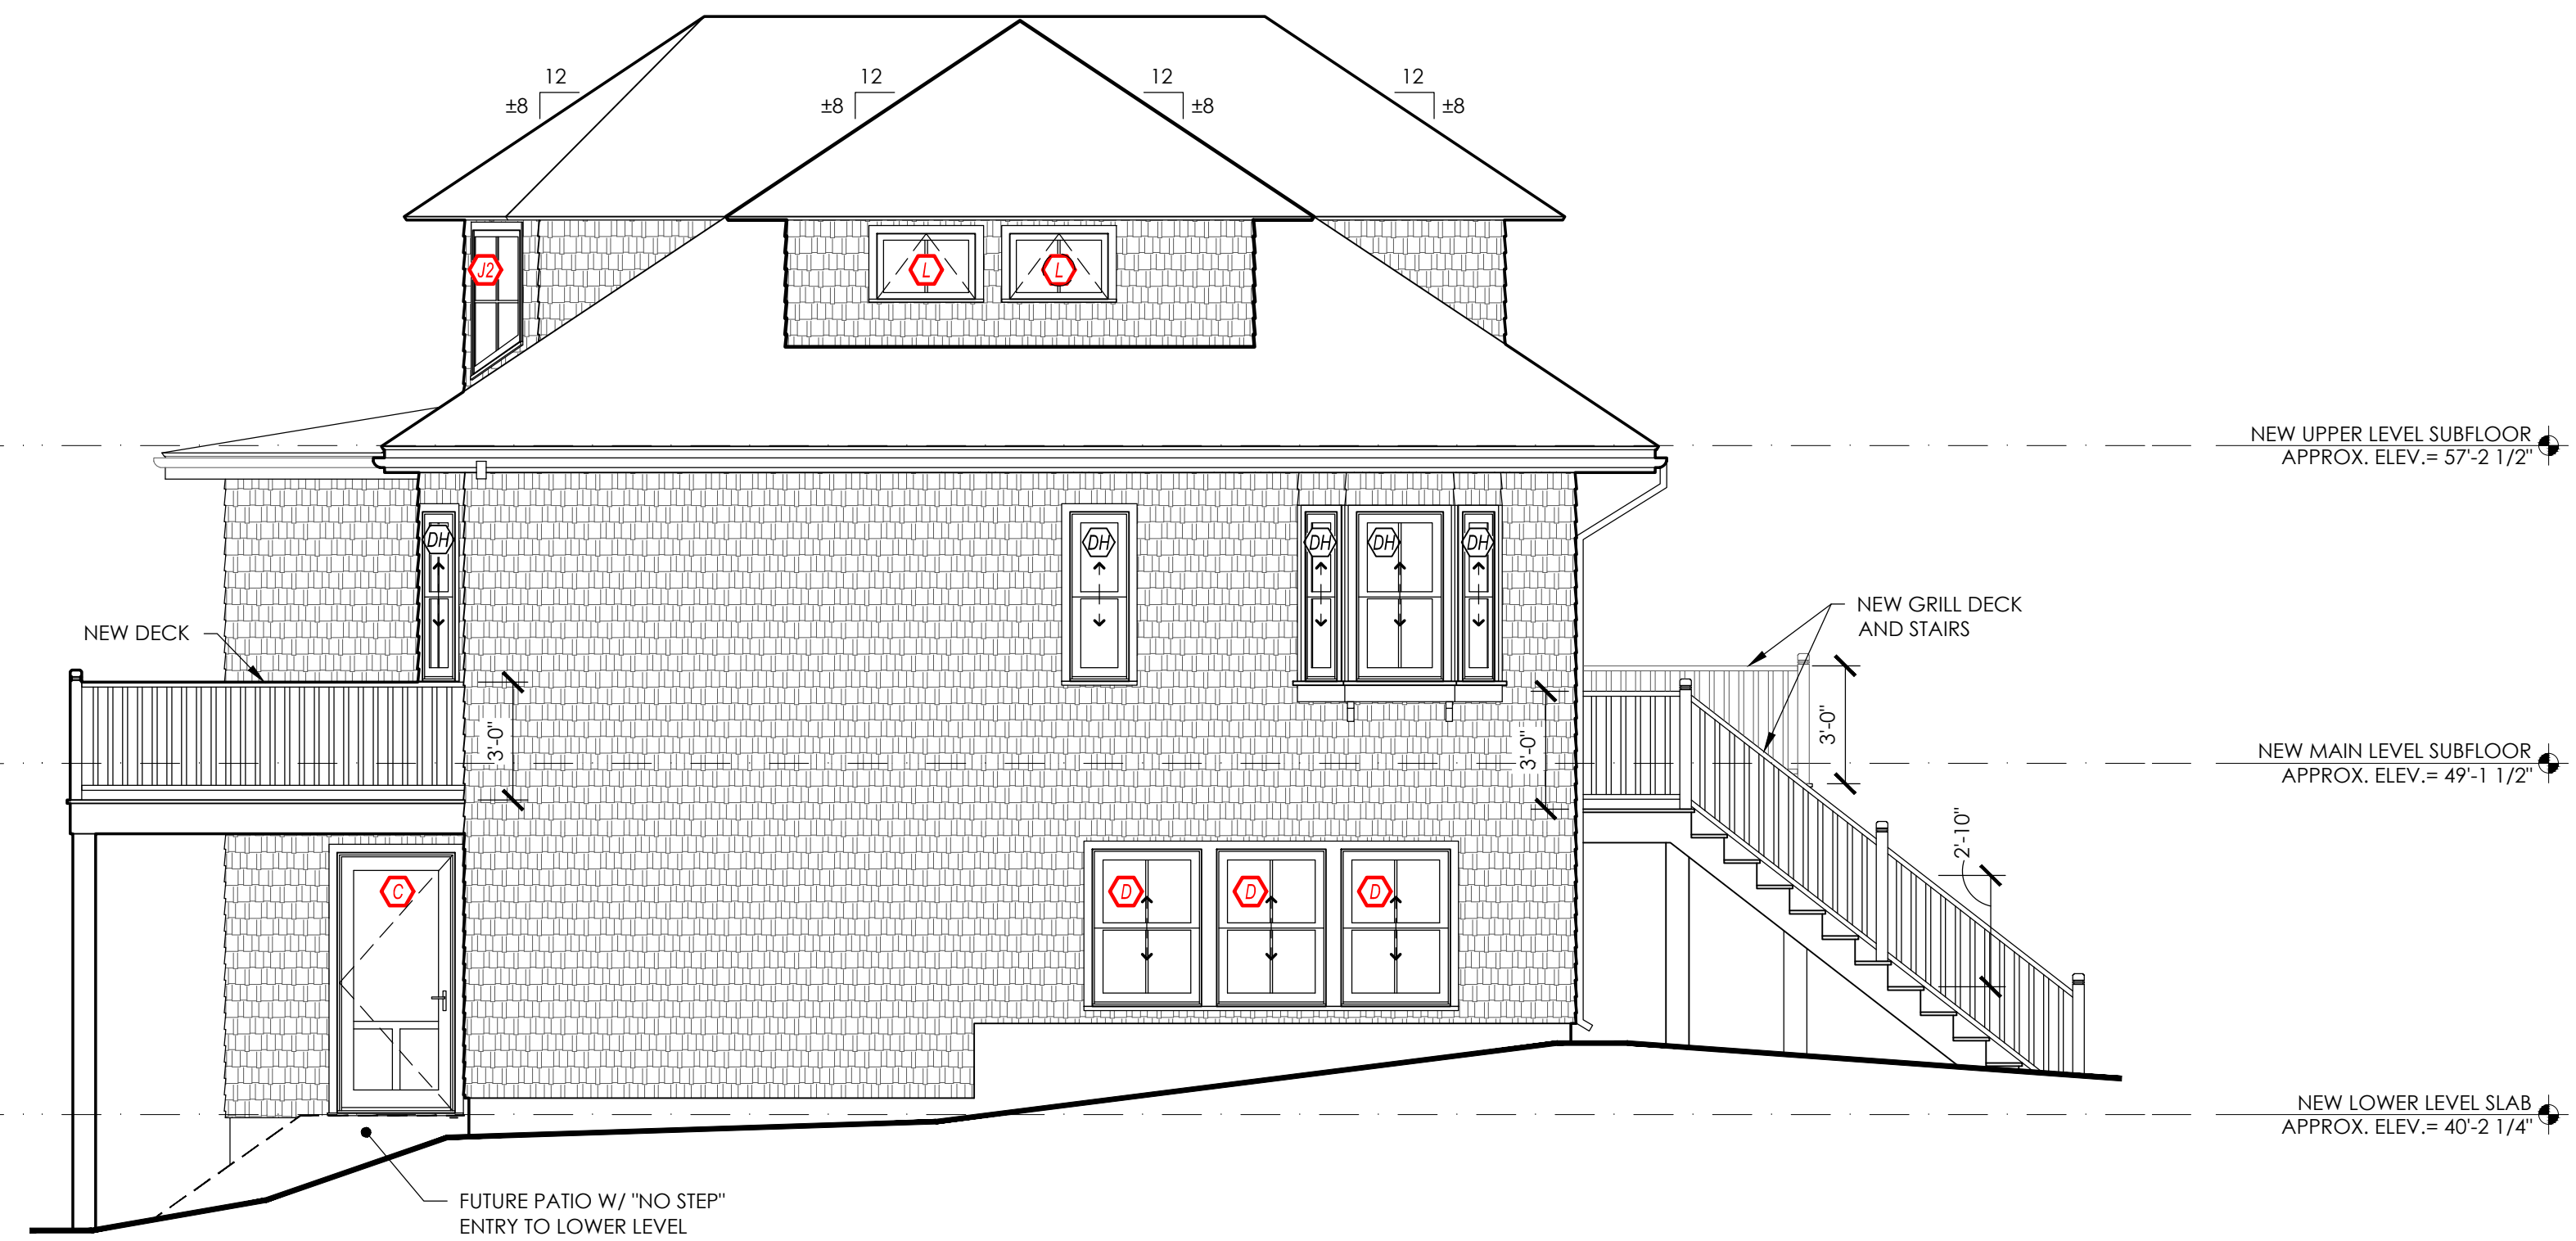 12
12
12
12
±8
±8
±8
±8
J2
L
L
NEW UPPER LEVEL SUBFLOOR
APPROX. ELEV.= 57'-2 1/2"
DH
DH
DH
DH
DH
NEW GRILL DECK
AND STAIRS
NEW DECK
3'-0"
3'-0"
3'-0"
NEW MAIN LEVEL SUBFLOOR
APPROX. ELEV.= 49'-1 1/2"
2'-10"
C
D
D
D
NEW LOWER LEVEL SLAB
APPROX. ELEV.= 40'-2 1/4"
FUTURE PATIO W/ "NO STEP"
ENTRY TO LOWER LEVEL